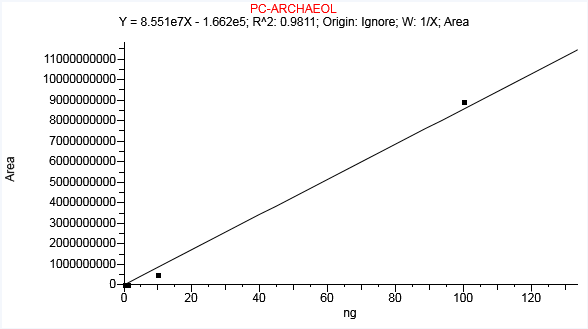 PC-ARCHAEOL
Y = 8.551e7X - 1.662e5; R^2: 0.9811; Origin: Ignore; W: 1/X; Area
11000000000
10000000000
9000000000
8000000000
7000000000
6000000000
5000000000
4000000000
3000000000
2000000000
1000000000
0
Area
0 20 40 60 80 100 120
ng